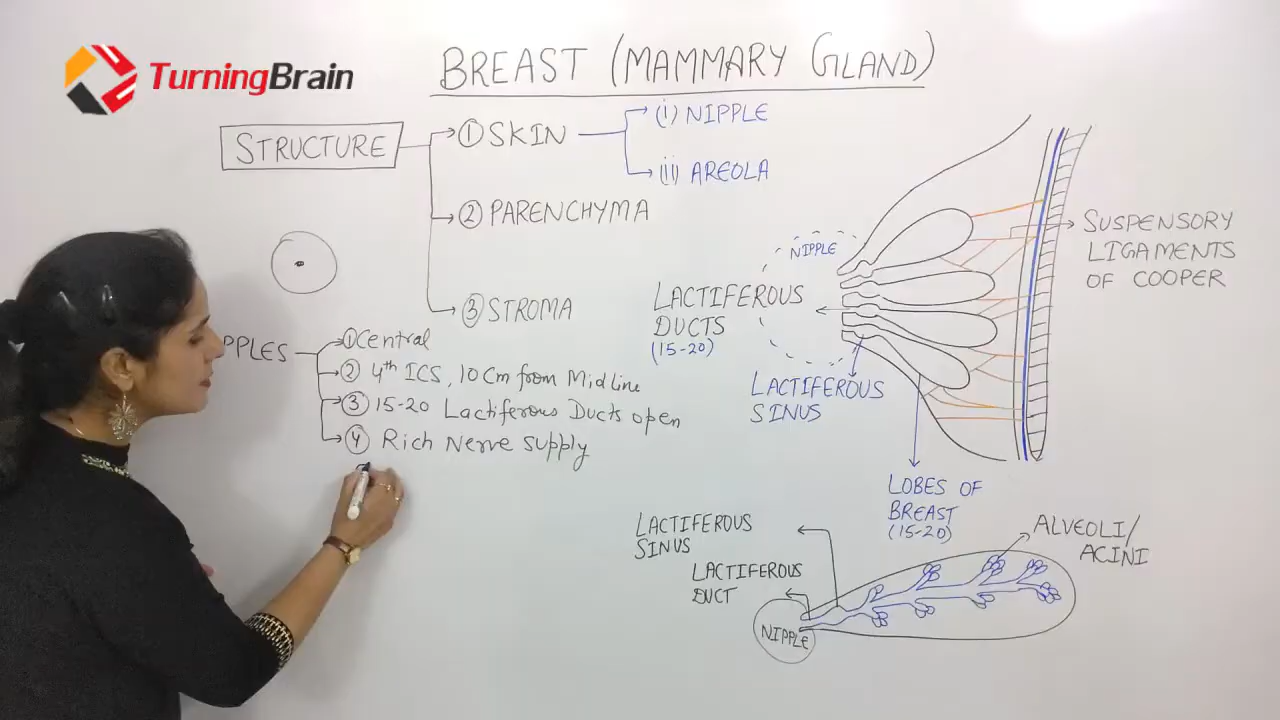 TurningBrain
BREAST (MAMMARY GLAND)
STRUCTURE
① SKIN
(i) NIPPLE
(ii) AREOLA
② PARENCHYMA
③ STROMA
PPLES
① Central
② 4th ICS, 10 Cm from Midline
③ 15-20 Lactiferous Ducts open
④ Rich Nerve supply
NIPPLE
LACTIFEROUS
DUCTS
(15-20)
LACTIFEROUS
SINUS
SUSPENSORY
LIGAMENTS
OF COOPER
LOBES OF
BREAST
(15-20)
LACTIFEROUS
SINUS
LACTIFEROUS
DUCT
NIPPLE
ALVEOLI/
ACINI